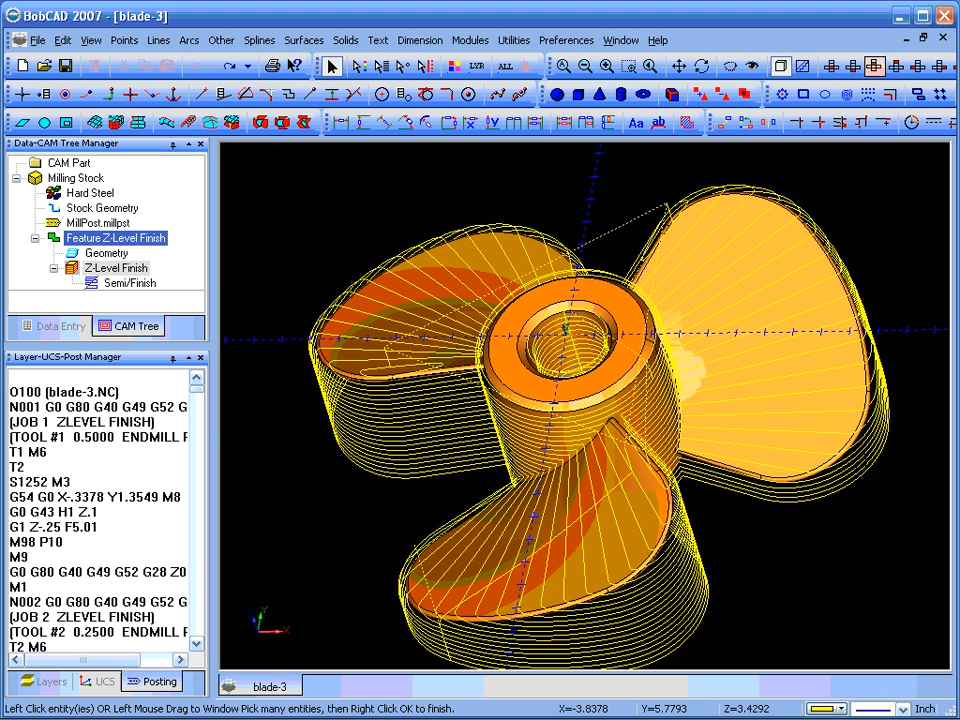 BobCAD 2007 - [blade-3]
File Edit View Points Lines Arcs Other Splines Surfaces Solids Text Dimension Modules Utilities Preferences Window Help
LYR ALL
Aa ab
Data-CAM Tree Manager
CAM Part
Milling Stock
Hard Steel
Stock Geometry
MillPost.millpst
Feature Z-Level Finish
Geometry
Z-Level Finish
Semi/Finish
Data Entry CAM Tree
Layer-UCS-Post Manager
O100 (blade-3.NC)
N001 G0 G80 G40 G49 G52 G
(JOB 1 ZLEVEL FINISH)
(TOOL #1 0.5000 ENDMILL F
T1 M6
T2
S1252 M3
G54 G0 X-.3378 Y1.3549 M8
G0 G43 H1 Z.1
G1 Z-.25 F5.01
M98 P10
M9
G0 G80 G40 G49 G52 G28 Z0
M1
N002 G0 G80 G40 G49 G52 G
(JOB 2 ZLEVEL FINISH)
(TOOL #2 0.2500 ENDMILL F
T2 M6
Layers UCS Posting
blade-3
Left Click entity(ies) OR Left Mouse Drag to Window Pick many entities, then Right Click OK to finish. X=-3.8378 Y=5.7793 Z=3.4292 Inch